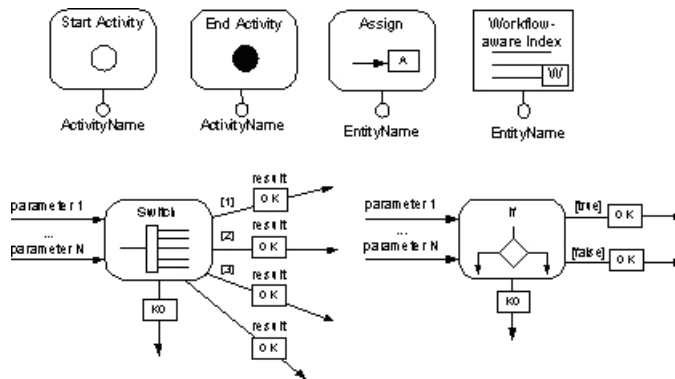 Start Activity
End Activity
Assign
Workflow-
aware Index
A
W
ActivityName
ActivityName
EntityName
EntityName
parameter 1
...
parameter N
Switch
[1]
result
OK
[2]
result
OK
[3]
result
OK
result
OK
KO
parameter 1
...
parameter N
If
[true]
OK
[false]
OK
KO